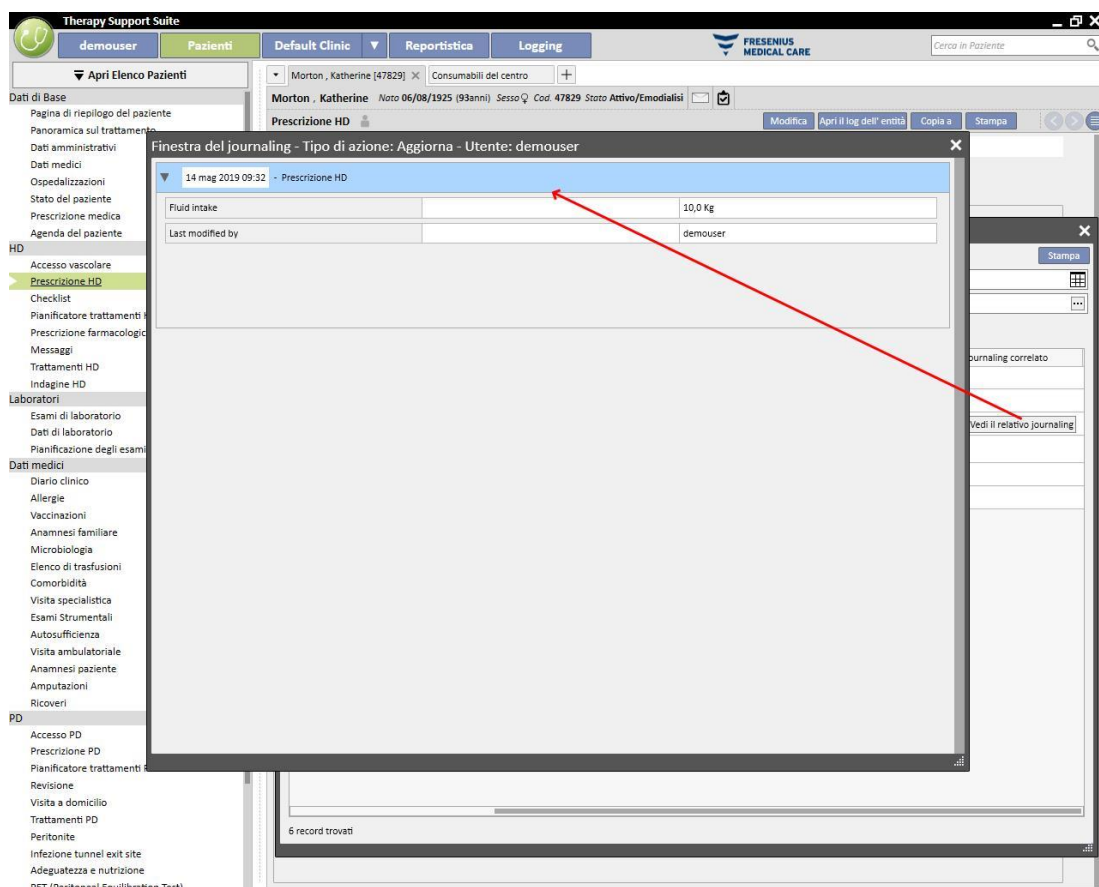 Therapy Support Suite
demouser Pazienti Default Clinic Reportistica Logging FRESENIUS MEDICAL CARE Cerca in Paziente
Apri Elenco Pazienti
Morton , Katherine [47829] Consumabili del centro
Morton , Katherine Nato 06/08/1925 (93anni) Sesso Cod. 47829 Stato Attivo/Emodialisi
Prescrizione HD Modifica Apri il log dell' entità Copia a Stampa
Dati di Base
Pagina di riepilogo del paziente
Panoramica sul trattamento
Dati amministrativi
Dati medici
Ospedalizzazioni
Stato del paziente
Prescrizione medica
Agenda del paziente
HD
Accesso vascolare
Prescrizione HD
Checklist
Pianificatore trattamenti
Prescrizione farmacologic
Messaggi
Trattamenti HD
Indagine HD
Laboratori
Esami di laboratorio
Dati di laboratorio
Pianificazione degli esami
Dati medici
Diario clinico
Allergie
Vaccinazioni
Anamnesi familiare
Microbiologia
Elenco di trasfusioni
Comorbidità
Visita specialistica
Esami Strumentali
Autosufficienza
Visita ambulatoriale
Anamnesi paziente
Amputazioni
Ricoveri
PD
Accesso PD
Prescrizione PD
Pianificatore trattamenti
Revisione
Visita a domicilio
Trattamenti PD
Peritonite
Infezione tunnel exit site
Adeguatezza e nutrizione
PET (Peritoneal Equilibration Test)
Finestra del journaling - Tipo di azione: Aggiorna - Utente: demouser
14 mag 2019 09:32 - Prescrizione HD
Fluid intake 10,0 Kg
Last modified by demouser
Stampa
ournaling correlato
Vedi il relativo journaling
6 record trovati